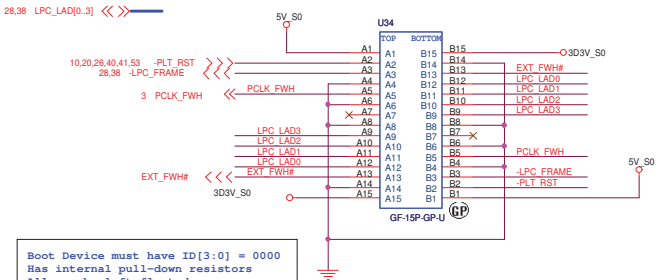 28,38 LPC_LAD[0..3]
5V_S0
U34
TOP BOTTOM
A1 A1 B15 B15 3D3V_S0
10,20,26,40,41,53 -PLT_RST A2 A2 B14 B14
28,38 -LPC_FRAME A3 A3 B13 B13 EXT_FWH#
A4 A4 B12 B12 LPC_LAD0
3 PCLK_FWH PCLK_FWH A5 A5 B11 B11 LPC_LAD1
A6 A6 B10 B10 LPC_LAD2
A7 A7 B9 B9 LPC_LAD3
A8 A8 B8 B8
LPC_LAD3 A9 A9 B7 B7
LPC_LAD2 A10 A10 B6 B6
LPC_LAD1 A11 A11 B5 B5 PCLK_FWH
LPC_LAD0 A12 A12 B4 B4
EXT_FWH# EXT_FWH# A13 A13 B3 B3 -LPC_FRAME
A14 A14 B2 B2 -PLT_RST
3D3V_S0 A15 A15 B1 B1
5V_S0
GF-15P-GP-U GP
Boot Device must have ID[3:0] = 0000
Has internal pull-down resistors